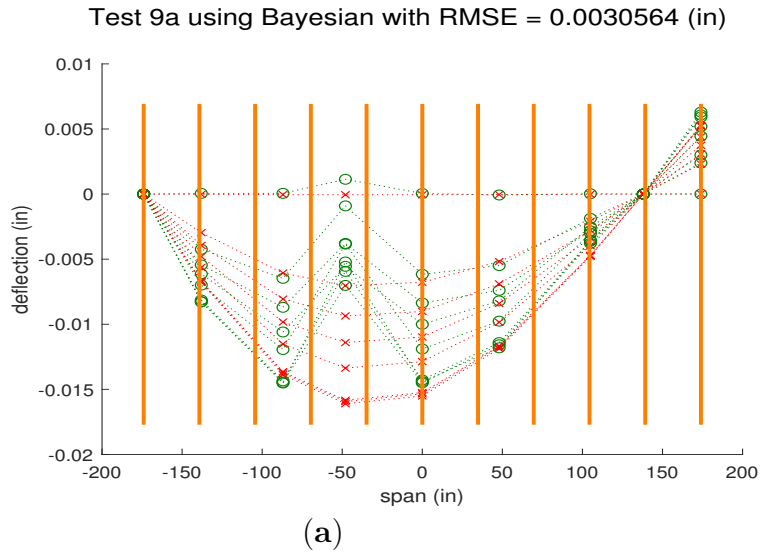 Test 9a using Bayesian with RMSE = 0.0030564 (in)
0.01
0.005
0
-0.005
-0.01
-0.015
-0.02
deflection (in)
-200 -150 -100 -50 0 50 100 150 200
span (in)
(a)